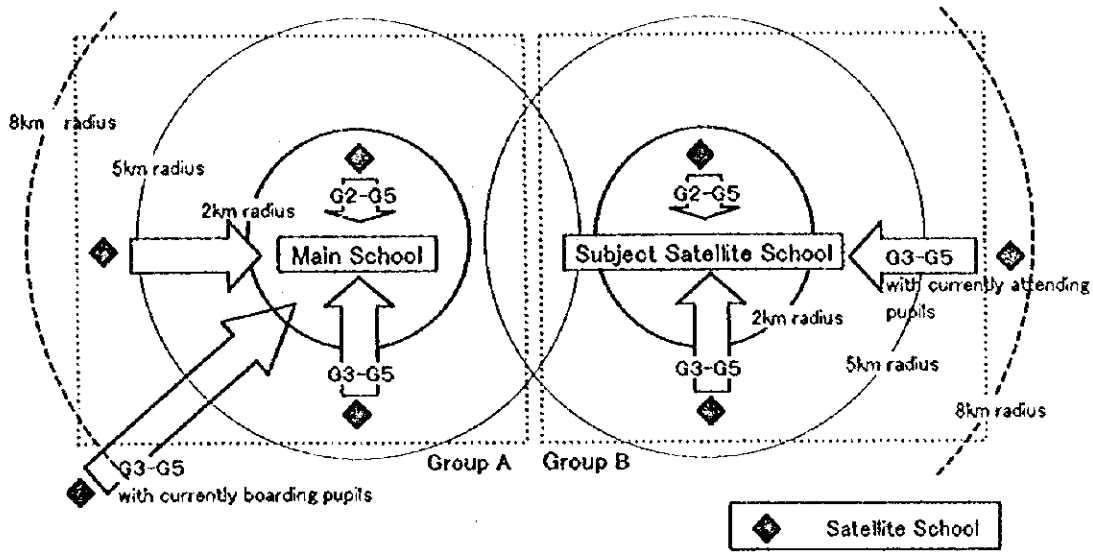 8km radius
5km radius
2km radius
G2-G5
Main School
G3-G5
G3-G5
with currently boarding pupils
Group A
Group B
G2-G5
Subject Satellite School
G3-G5
with currently attending
pupils
2km radius
G3-G5
5km radius
8km radius
Satellite School